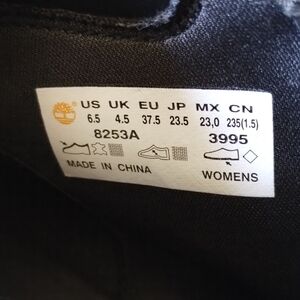 US UK EU JP MX CN
6.5 4.5 37.5 23.5 23,0 235(1.5)
8253A 3995
MADE IN CHINA WOMENS